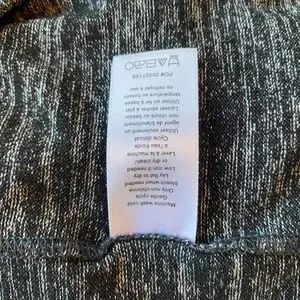 Machine wash cold
Gentle cycle
Only non-chlorine
bleach when needed
Lay flat to dry
Low iron if needed
or dry clean/
Laver à la machine
à l'eau froide
Cycle délicat
Utiliser seulement un
agent de blanchiment
non chloré au besoin
Laisser sécher à plat
Utiliser un fer à basse
température au besoin
ou nettoyer à sec
PO# 00027168